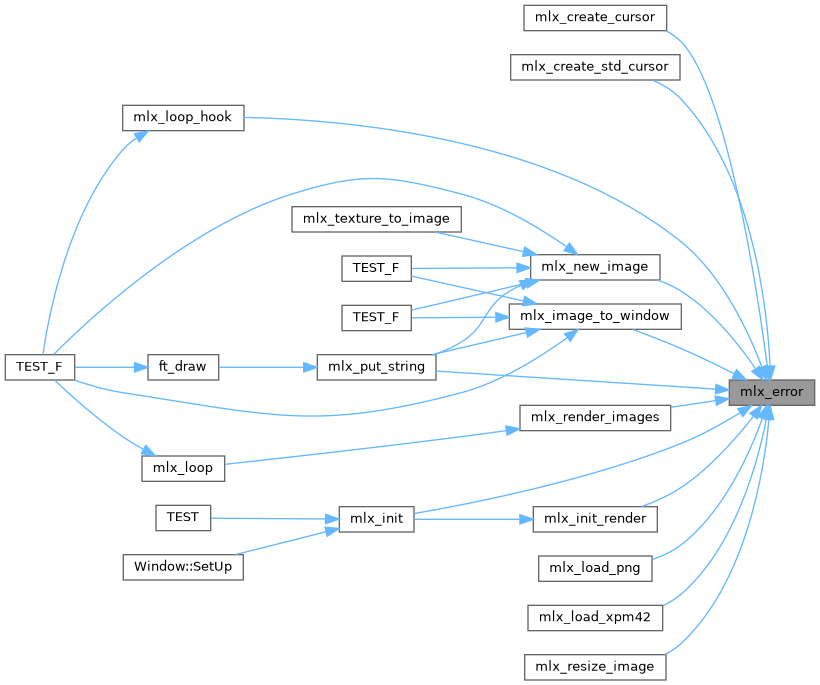 mlx_create_cursor
mlx_create_std_cursor
mlx_loop_hook
mlx_texture_to_image
TEST_F
mlx_new_image
TEST_F
mlx_image_to_window
TEST_F
ft_draw
mlx_put_string
mlx_error
mlx_render_images
mlx_loop
TEST
mlx_init
mlx_init_render
Window::SetUp
mlx_load_png
mlx_load_xpm42
mlx_resize_image